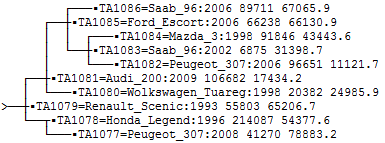 TA1086=Saab_96:2006 89711 67065.9
TA1085=Ford_Escort:2006 66238 66130.9
TA1084=Mazda_3:1998 91846 43443.6
TA1083=Saab_96:2002 6875 31398.7
TA1082=Peugeot_307:2006 96651 11121.7
TA1081=Audi_200:2009 106682 17434.2
TA1080=Wolkswagen_Tuareg:1998 20382 24985.9
TA1079=Renault_Scenic:1993 55803 65206.7
TA1078=Honda_Legend:1996 214087 54377.6
TA1077=Peugeot_307:2008 41270 78883.2